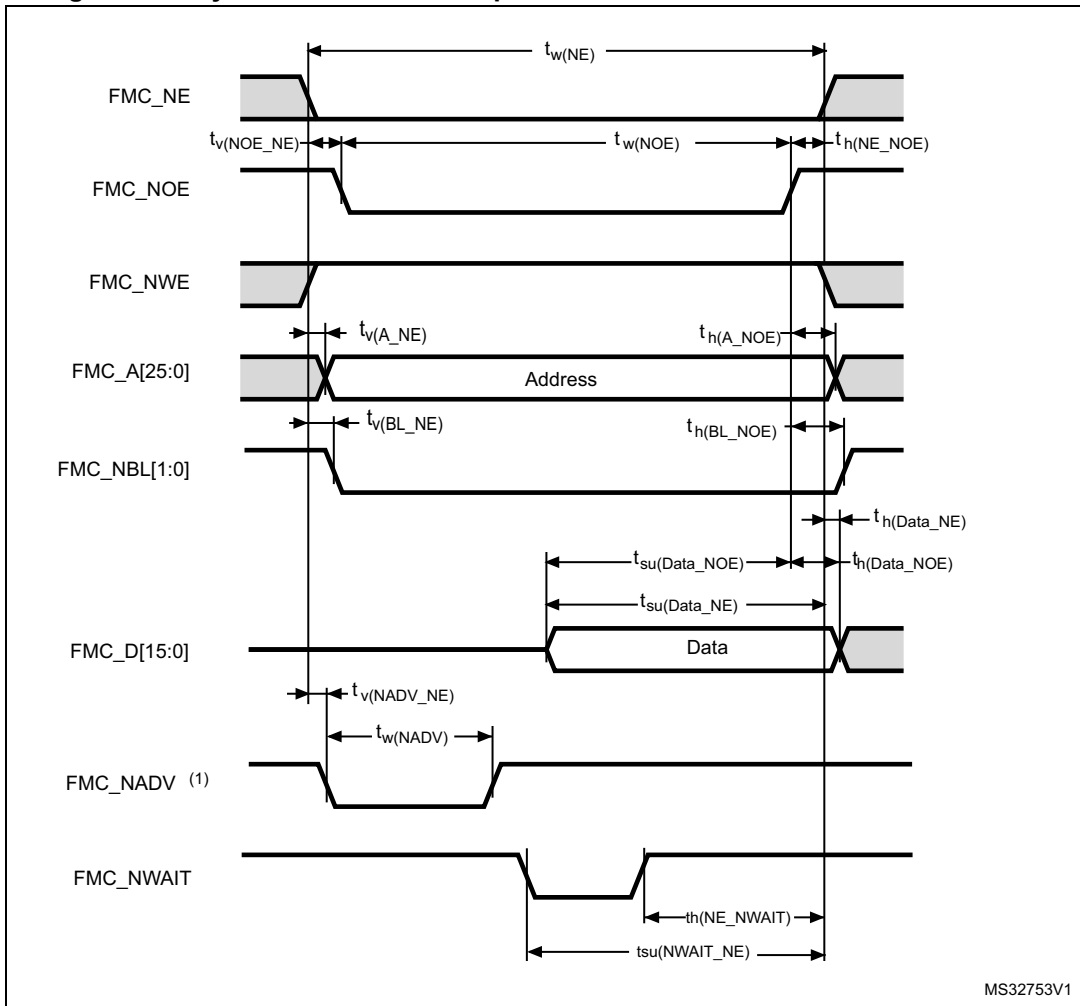 tw(NE)
FMC_NE
tv(NOE_NE)
tw(NOE)
th(NE_NOE)
FMC_NOE
FMC_NWE
tv(A_NE)
th(A_NOE)
FMC_A[25:0]
Address
tv(BL_NE)
th(BL_NOE)
FMC_NBL[1:0]
th(Data_NE)
tsu(Data_NOE)
th(Data_NOE)
tsu(Data_NE)
FMC_D[15:0]
Data
tv(NADV_NE)
tw(NADV)
FMC_NADV (1)
FMC_NWAIT
th(NE_NWAIT)
tsu(NWAIT_NE)
MS32753V1